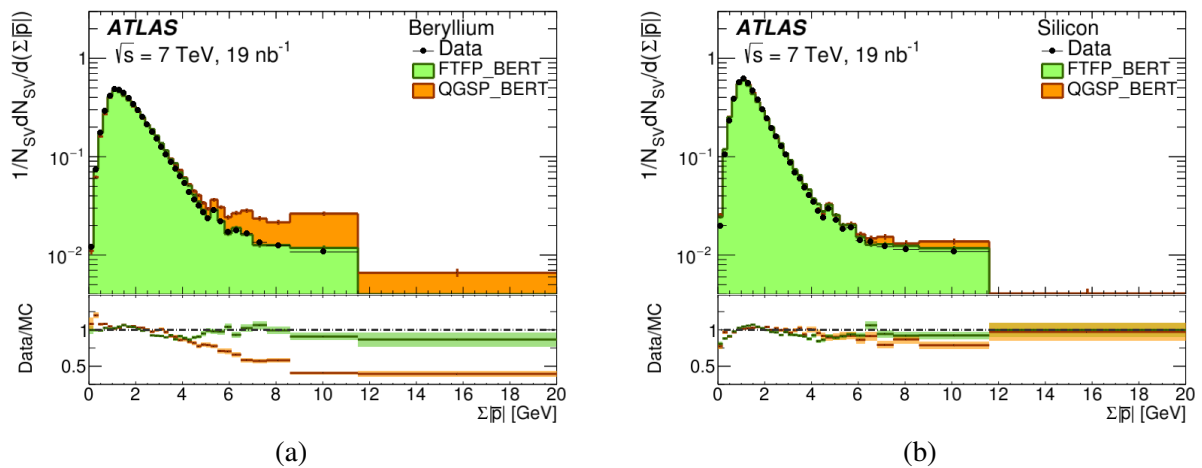 ATLAS
√s = 7 TeV, 19 nb⁻¹
Beryllium
Data
FTFP_BERT
QGSP_BERT
1/N_SV dN_SV/d(Σ|p̅|)
1
10⁻¹
10⁻²
Data/MC
1
0.5
0 2 4 6 8 10 12 14 16 18 20
Σ|p̅| [GeV]
(a)
ATLAS
√s = 7 TeV, 19 nb⁻¹
Silicon
Data
FTFP_BERT
QGSP_BERT
1/N_SV dN_SV/d(Σ|p̅|)
1
10⁻¹
10⁻²
Data/MC
1
0.5
0 2 4 6 8 10 12 14 16 18 20
Σ|p̅| [GeV]
(b)